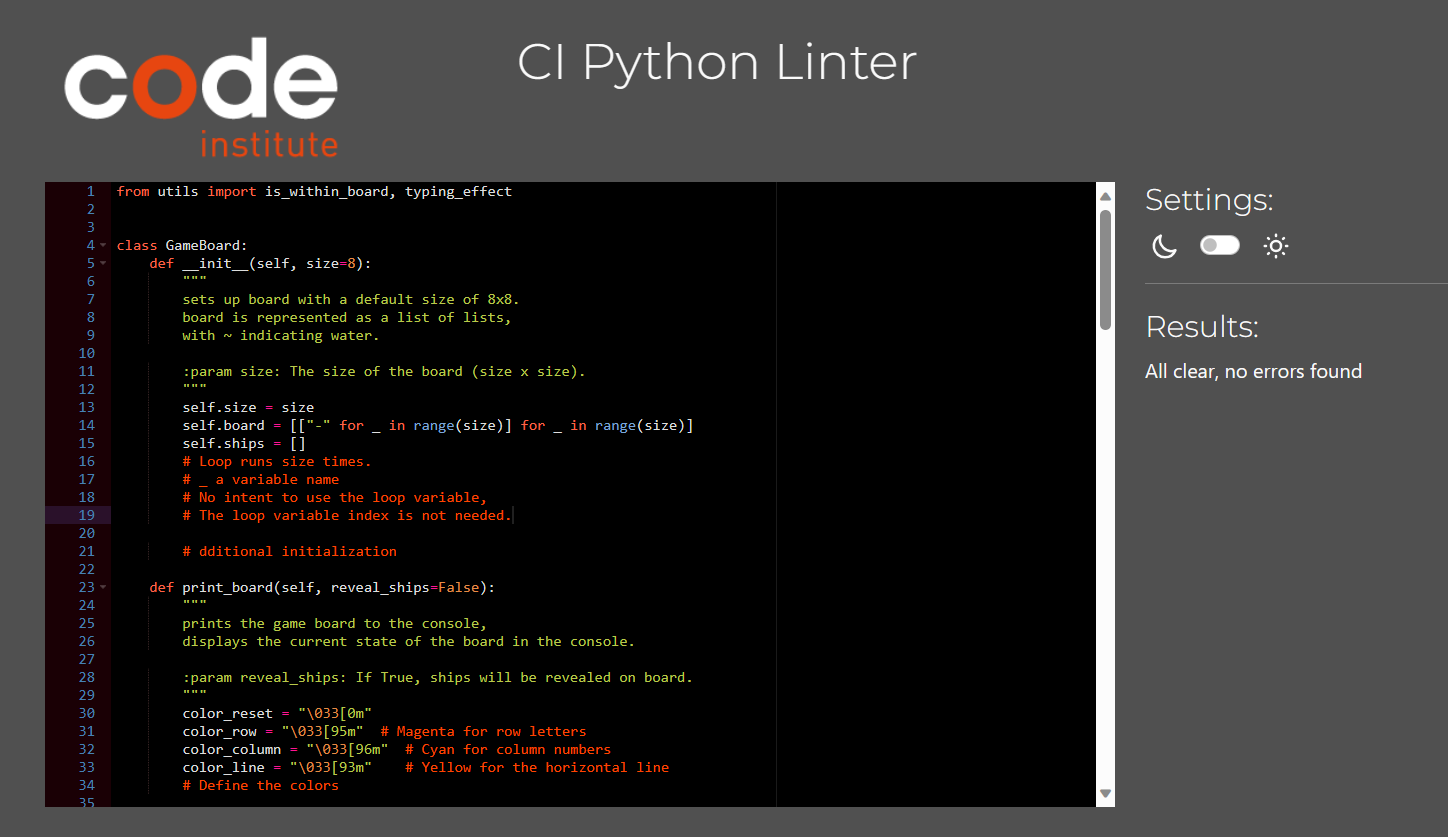 code
institute
CI Python Linter
1 from utils import is_within_board, typing_effect
2
3
4 class GameBoard:
5     def __init__(self, size=8):
6         """
7         sets up board with a default size of 8x8.
8         board is represented as a list of lists,
9         with ~ indicating water.
10
11         :param size: The size of the board (size x size).
12         """
13         self.size = size
14         self.board = [["-" for _ in range(size)] for _ in range(size)]
15         self.ships = []
16         # Loop runs size times.
17         # _ a variable name
18         # No intent to use the loop variable,
19         # The loop variable index is not needed.
20
21         # dditional initialization
22
23     def print_board(self, reveal_ships=False):
24         """
25         prints the game board to the console,
26         displays the current state of the board in the console.
27
28         :param reveal_ships: If True, ships will be revealed on board.
29         """
30         color_reset = "\033[0m"
31         color_row = "\033[95m"  # Magenta for row letters
32         color_column = "\033[96m"  # Cyan for column numbers
33         color_line = "\033[93m"    # Yellow for the horizontal line
34         # Define the colors
35
Settings:
Results:
All clear, no errors found